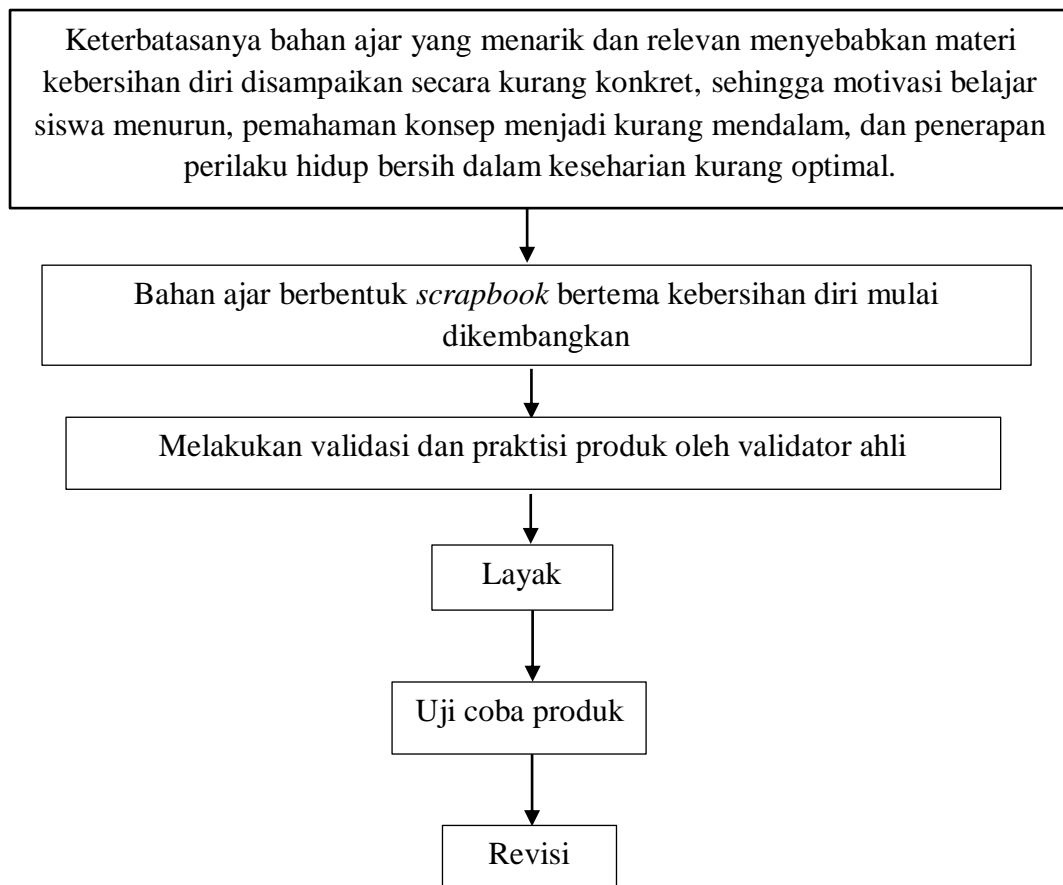 Keterbatasanya bahan ajar yang menarik dan relevan menyebabkan materi
kebersihan diri disampaikan secara kurang konkret, sehingga motivasi belajar
siswa menurun, pemahaman konsep menjadi kurang mendalam, dan penerapan
perilaku hidup bersih dalam keseharian kurang optimal.
Bahan ajar berbentuk scrapbook bertema kebersihan diri mulai
dikembangkan
Melakukan validasi dan praktisi produk oleh validator ahli
Layak
Uji coba produk
Revisi